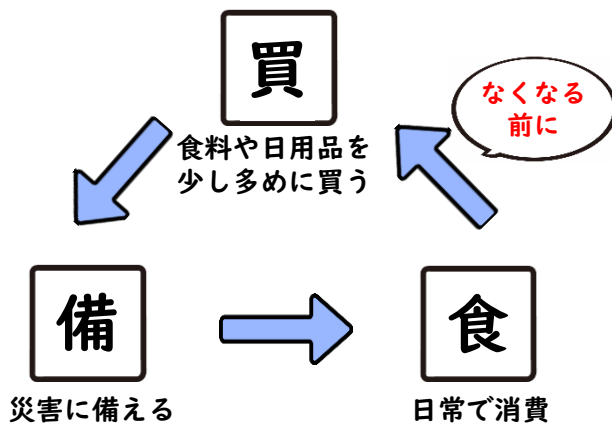 買
食料や日用品を
少し多めに買う
なくなる
前に
備
災害に備える
食
日常で消費